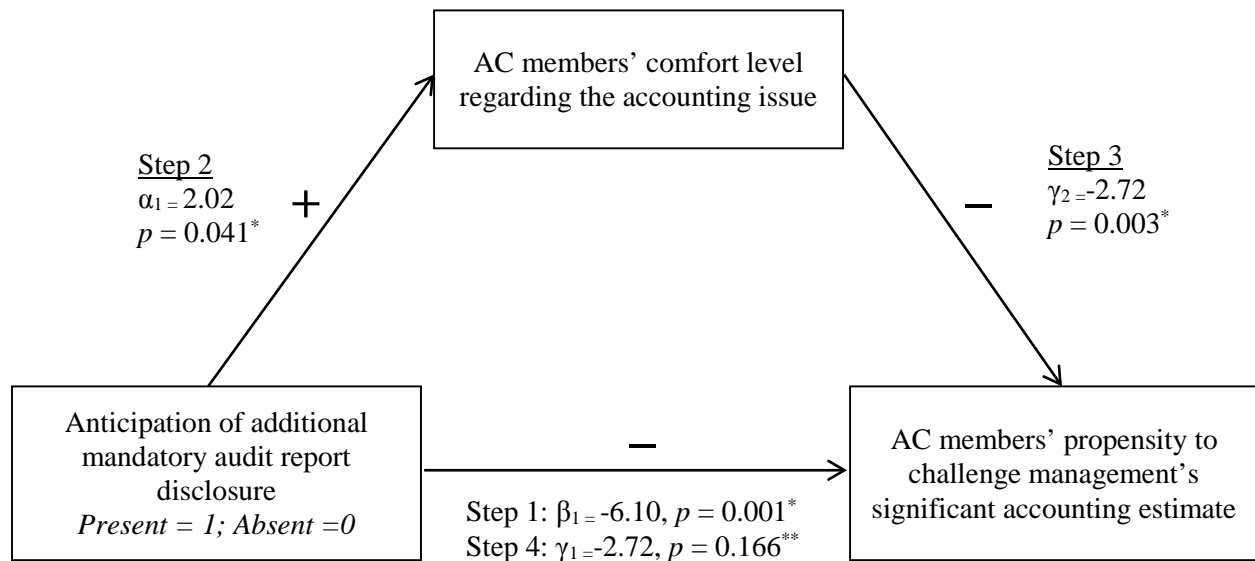 AC members’ comfort level
regarding the accounting issue
Step 2
α1 = 2.02
p = 0.041*
+
−
Step 3
γ2 =-2.72
p = 0.003*
Anticipation of additional
mandatory audit report
disclosure
Present = 1; Absent =0
−
Step 1: β1 = -6.10, p = 0.001*
Step 4: γ1 =-2.72, p = 0.166**
AC members’ propensity to
challenge management’s
significant accounting estimate